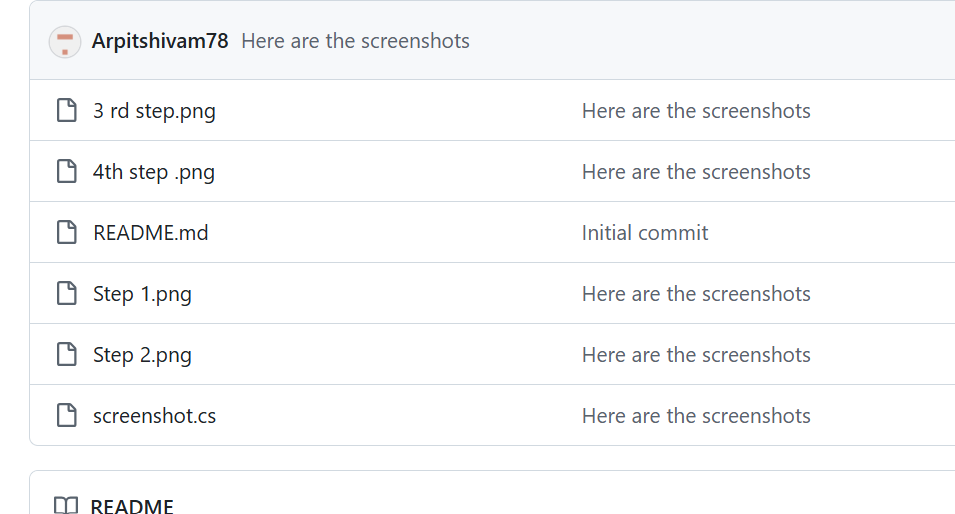 Arpitshivam78 Here are the screenshots
3 rd step.png Here are the screenshots
4th step .png Here are the screenshots
README.md Initial commit
Step 1.png Here are the screenshots
Step 2.png Here are the screenshots
screenshot.cs Here are the screenshots
README